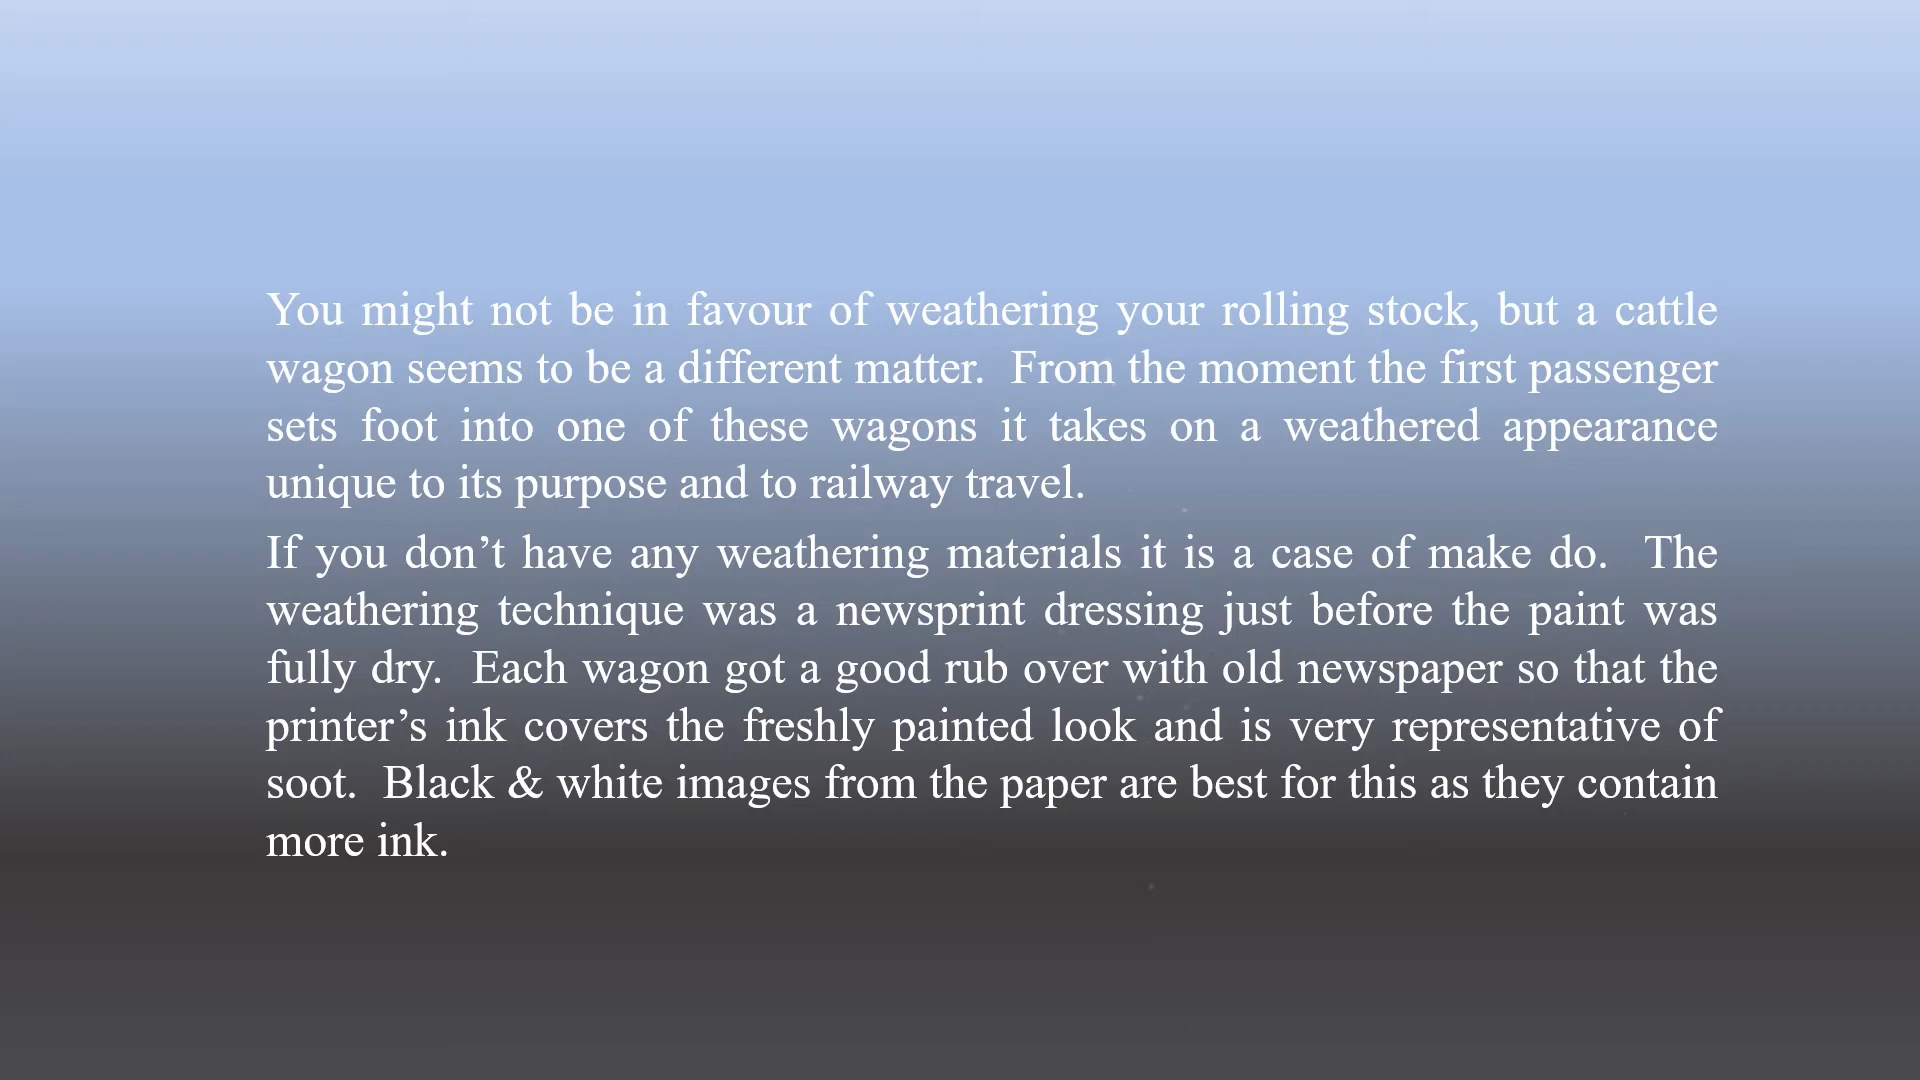 You might not be in favour of weathering your rolling stock, but a cattle
wagon seems to be a different matter.  From the moment the first passenger
sets foot into one of these wagons it takes on a weathered appearance
unique to its purpose and to railway travel.
If you don’t have any weathering materials it is a case of make do.  The
weathering technique was a newsprint dressing just before the paint was
fully dry.  Each wagon got a good rub over with old newspaper so that the
printer’s ink covers the freshly painted look and is very representative of
soot.  Black & white images from the paper are best for this as they contain
more ink.